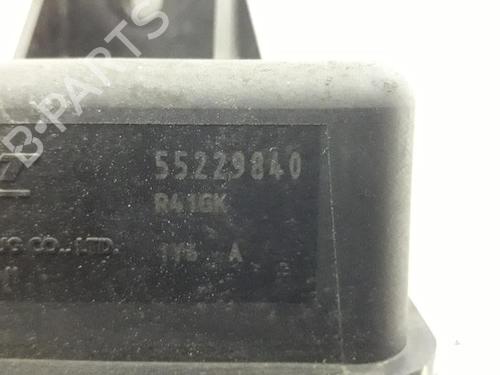 B-PARTS
55229840
R41GK
CO., LTD.
1Y6 A